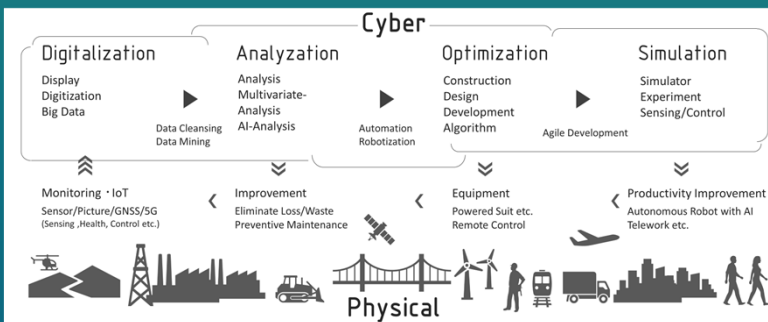 Cyber
Digitalization
Display
Digitization
Big Data
Data Cleansing
Data Mining
Analyzation
Analysis
Multivariate-
Analysis
AI-Analysis
Automation
Robotization
Optimization
Construction
Design
Development
Algorithm
Agile Development
Simulation
Simulator
Experiment
Sensing/Control
Monitoring・IoT
Sensor/Picture/GNSS/5G
(Sensing ,Health, Control etc.)
Improvement
Eliminate Loss/Waste
Preventive Maintenance
Equipment
Powered Suit etc.
Remote Control
Productivity Improvement
Autonomous Robot with AI
Telework etc.
Physical